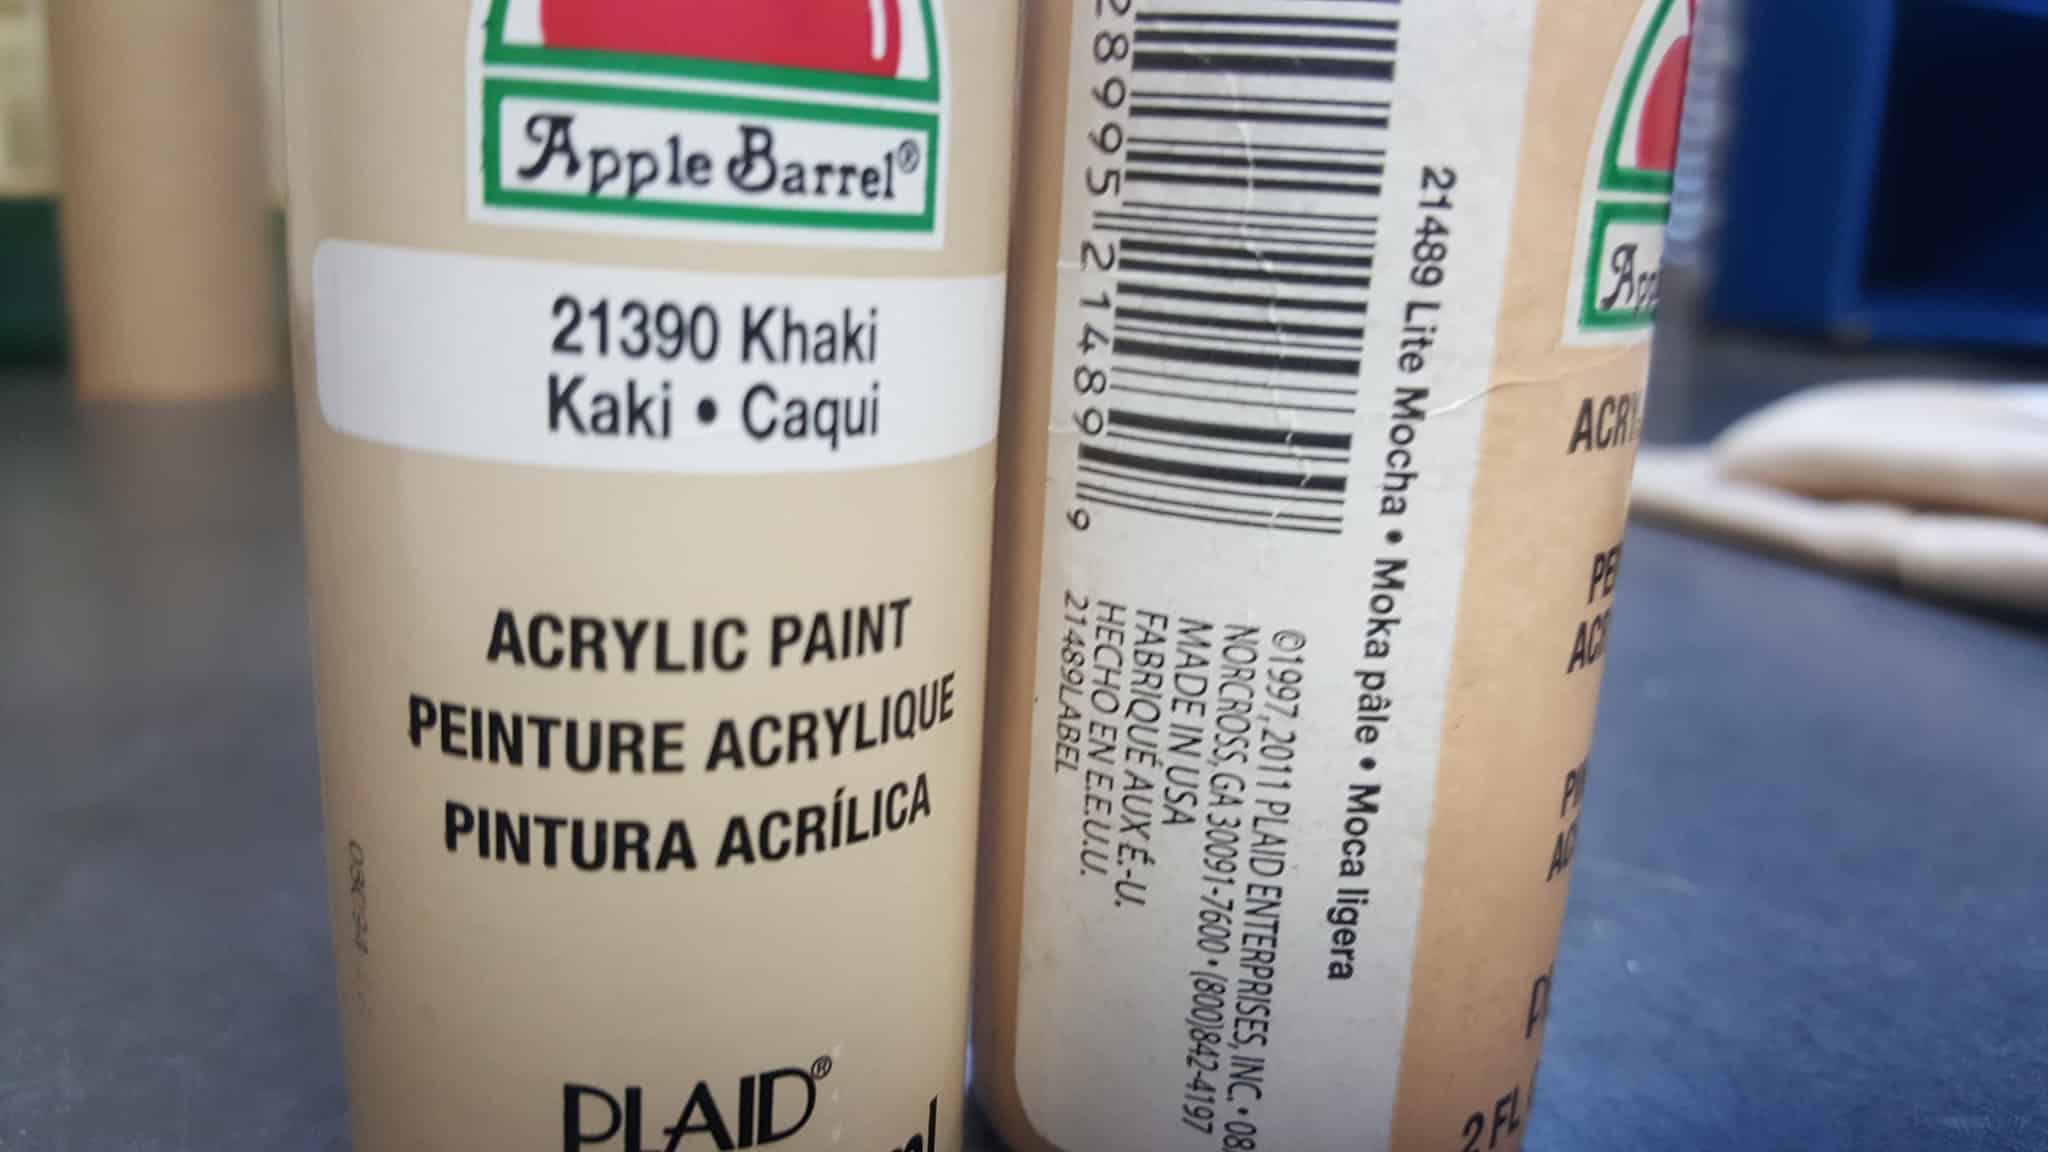 Apple Barrel®
21390 Khaki
Kaki • Caqui
ACRYLIC PAINT
PEINTURE ACRYLIQUE
PINTURA ACRÍLICA
PLAID®
28995 21489 9
21489 Lite Mocha • Moka pâle • Moca ligera
©1997, 2011 PLAID ENTERPRISES, INC. • 08
NORCROSS, GA 30091-7600 • (800)842-4197
MADE IN USA
FABRIQUÉ AUX É.-U.
HECHO EN E.E.U.U.
21489LABEL
2 FL